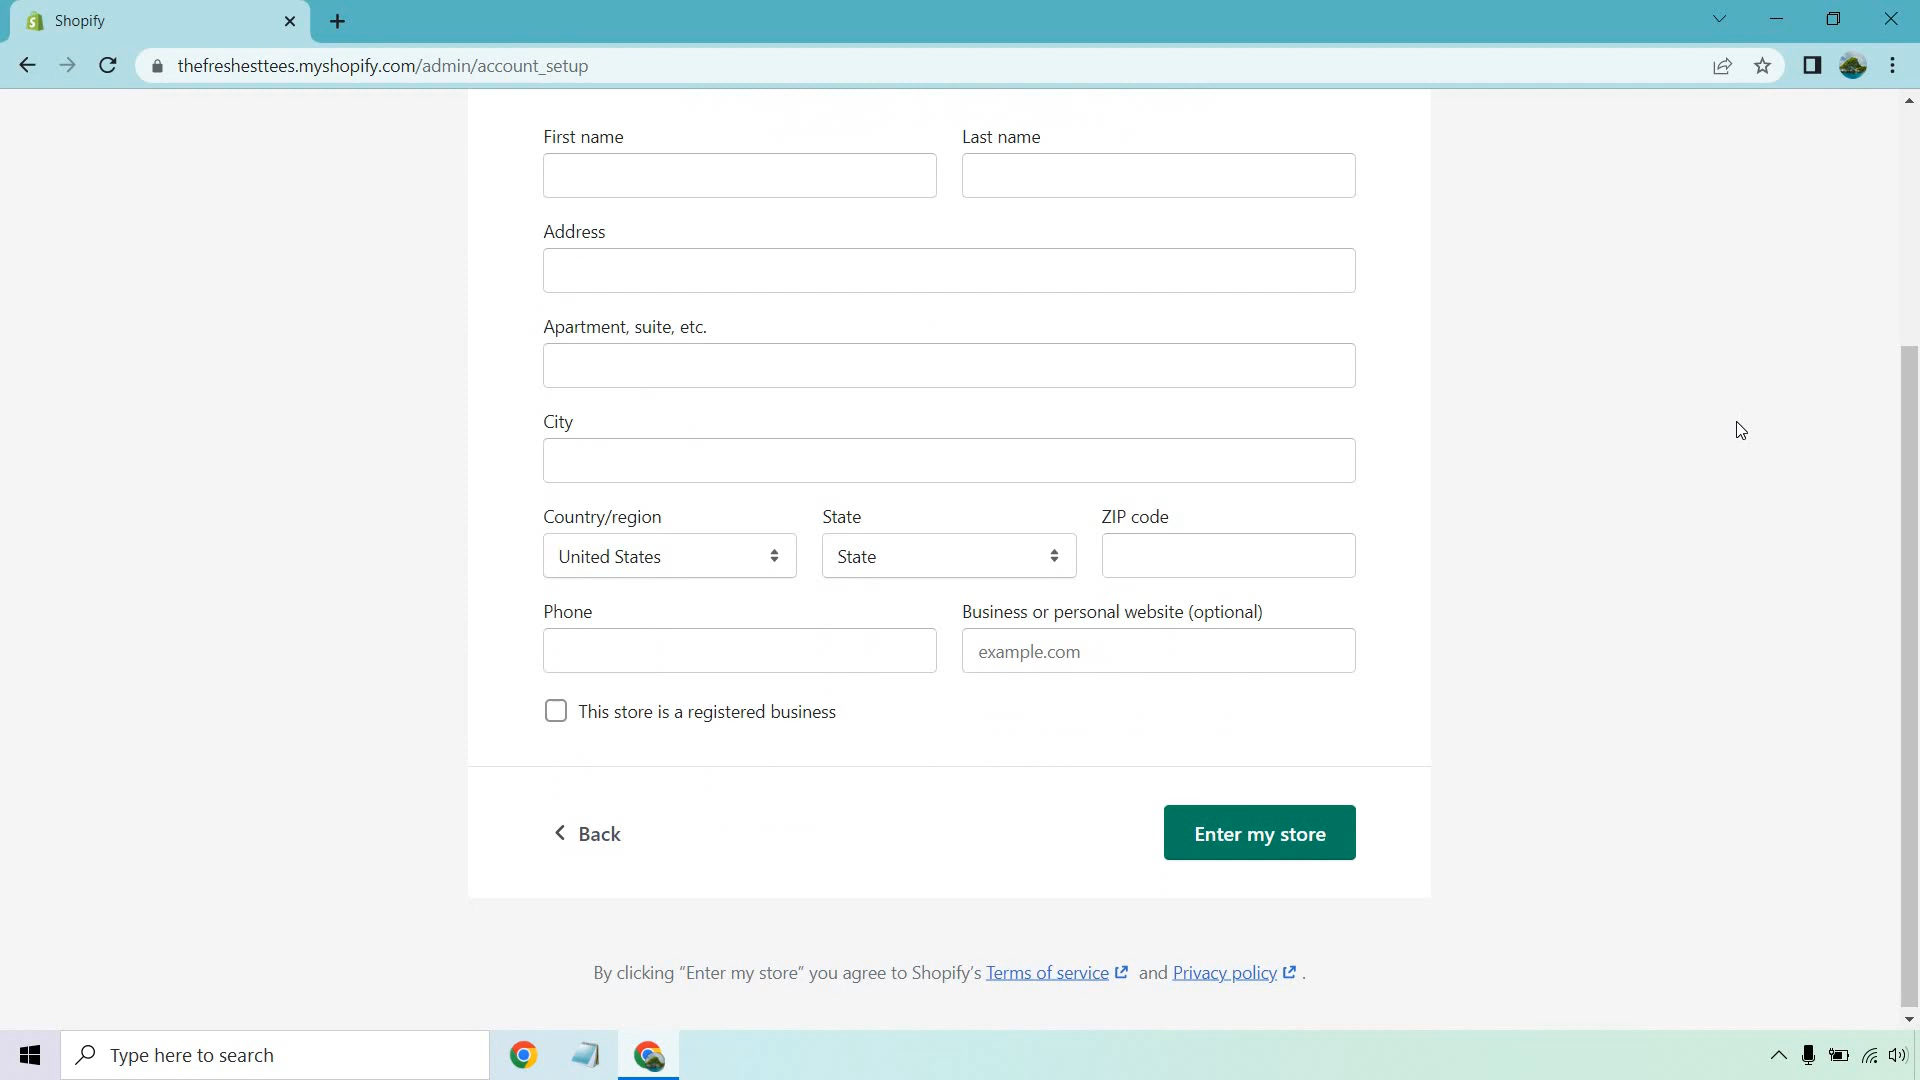 Shopify
thefreshesttees.myshopify.com/admin/account_setup
First name
Last name
Address
Apartment, suite, etc.
City
Country/region
State
ZIP code
United States
State
Phone
Business or personal website (optional)
example.com
This store is a registered business
Back
Enter my store
By clicking “Enter my store” you agree to Shopify’s Terms of service and Privacy policy .
Type here to search